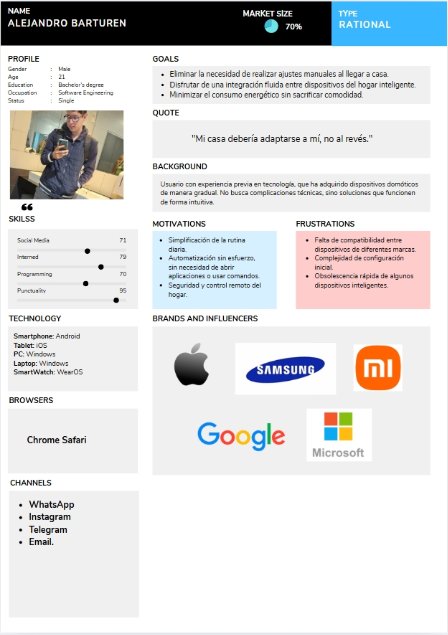 NAME
ALEJANDRO BARTUREN
MARKET SIZE
70%
TYPE
RATIONAL
PROFILE
Gender : Male
Age : 21
Education : Bachelor's degree
Occupation : Software Engineering
Status : Single
SKILSS
Social Media 71
Interned 79
Programming 70
Punctuality 95
TECHNOLOGY
Smartphone: Android
Tablet: iOS
PC: Windows
Laptop: Windows
SmartWatch: WearOS
BROWSERS
Chrome Safari
CHANNELS
• WhatsApp
• Instagram
• Telegram
• Email.
GOALS
• Eliminar la necesidad de realizar ajustes manuales al llegar a casa.
• Disfrutar de una integración fluida entre dispositivos del hogar inteligente.
• Minimizar el consumo energético sin sacrificar comodidad.
QUOTE
"Mi casa debería adaptarse a mí, no al revés."
BACKGROUND
Usuario con experiencia previa en tecnología, que ha adquirido dispositivos domóticos
de manera gradual. No busca complicaciones técnicas, sino soluciones que funcionen
de forma intuitiva.
MOTIVATIONS
• Simplificación de la rutina
diaria.
• Automatización sin esfuerzo,
sin necesidad de abrir
aplicaciones o usar comandos.
• Seguridad y control remoto del
hogar.
FRUSTRATIONS
• Falta de compatibilidad entre
dispositivos de diferentes marcas.
• Complejidad de configuración
inicial.
• Obsolescencia rápida de algunos
dispositivos inteligentes.
BRANDS AND INFLUENCERS
SAMSUNG
mi
Google
Microsoft